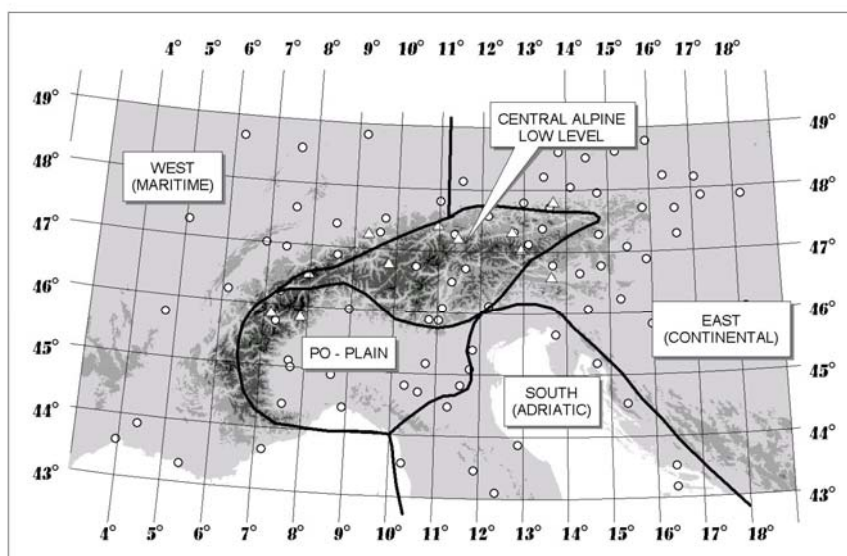 4° 5° 6° 7° 8° 9° 10° 11° 12° 13° 14° 15° 16° 17° 18°
49° 49°
CENTRAL ALPINE
LOW LEVEL
48° 48°
WEST
(MARITIME)
47° 47°
46° 46°
EAST
(CONTINENTAL)
PO - PLAIN
45° 45°
SOUTH
(ADRIATIC)
44° 44°
43° 43°
4° 5° 6° 7° 8° 9° 10° 11° 12° 13° 14° 15° 16° 17° 18°